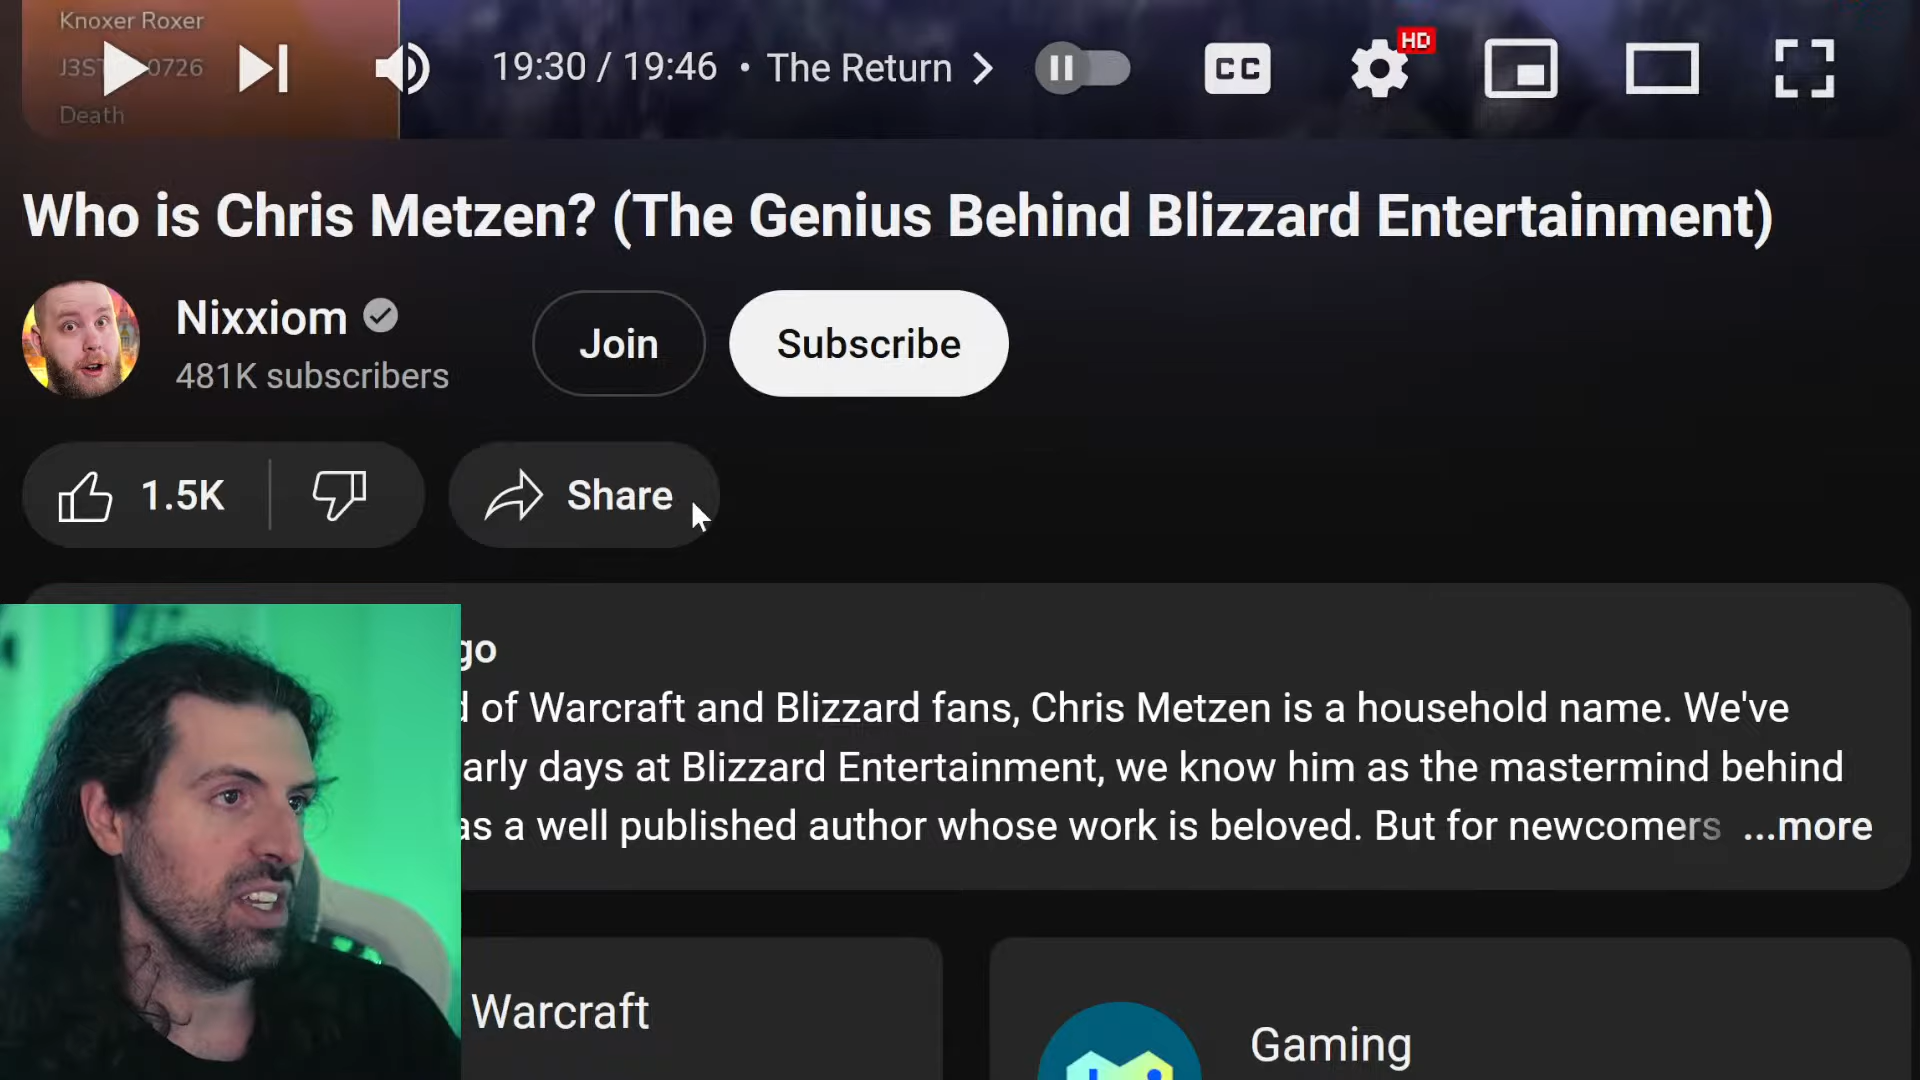 Knoxer Roxer
Death
19:30 / 19:46 • The Return
CC
HD
Who is Chris Metzen? (The Genius Behind Blizzard Entertainment)
Nixxiom
481K subscribers
Join
Subscribe
1.5K
Share
go
of Warcraft and Blizzard fans, Chris Metzen is a household name. We've
arly days at Blizzard Entertainment, we know him as the mastermind behind
as a well published author whose work is beloved. But for newcomers ...more
Warcraft
Gaming